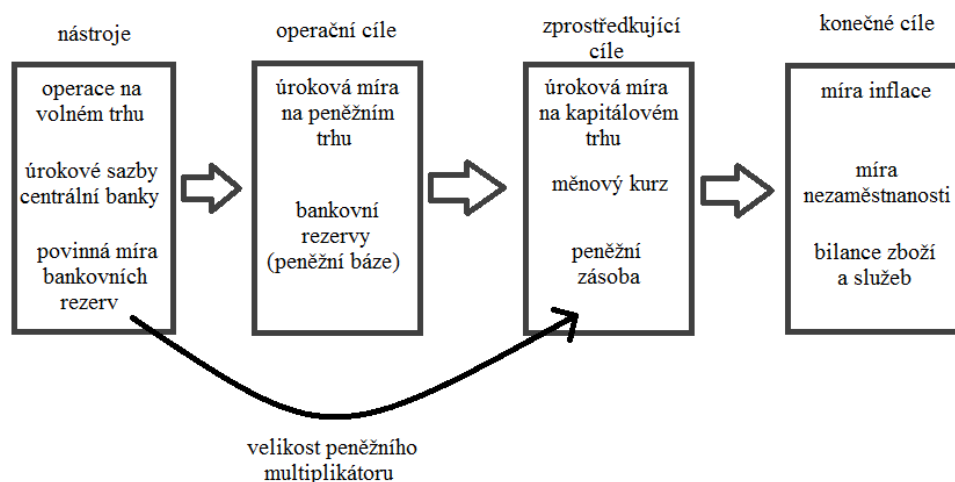 nástroje
operace na
volném trhu
úrokové sazby
centrální banky
povinná míra
bankovních
rezerv
operační cíle
úroková míra
na peněžním
trhu
bankovní
rezervy
(peněžní báze)
zprostředkující
cíle
úroková míra
na kapitálovém
trhu
měnový kurz
peněžní
zásoba
konečné cíle
míra inflace
míra
nezaměstnanosti
bilance zboží
a služeb
velikost peněžního
multiplikátoru